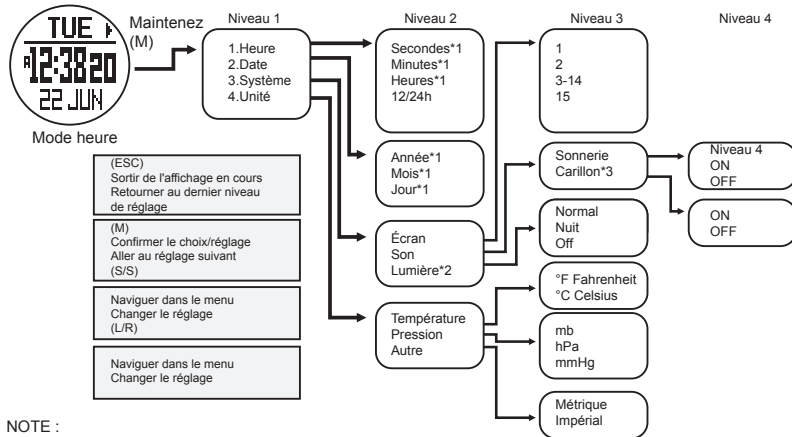 Niveau 1
Niveau 2
Niveau 3
Niveau 4
TUE
A12:38 20
22 JUN
Mode heure
Maintenez
(M)
1.Heure
2.Date
3.Système
4.Unité
Secondes*1
Minutes*1
Heures*1
12/24h
Année*1
Mois*1
Jour*1
Écran
Son
Lumière*2
Température
Pression
Autre
1
2
3-14
15
Sonnerie
Carillon*3
Normal
Nuit
Off
°F Fahrenheit
°C Celsius
mb
hPa
mmHg
Métrique
Impérial
Niveau 4
ON
OFF
ON
OFF
(ESC)
Sortir de l'affichage en cours
Retourner au dernier niveau
de réglage
(M)
Confirmer le choix/réglage
Aller au réglage suivant
(S/S)
Naviguer dans le menu
Changer le réglage
(L/R)
Naviguer dans le menu
Changer le réglage
NOTE :